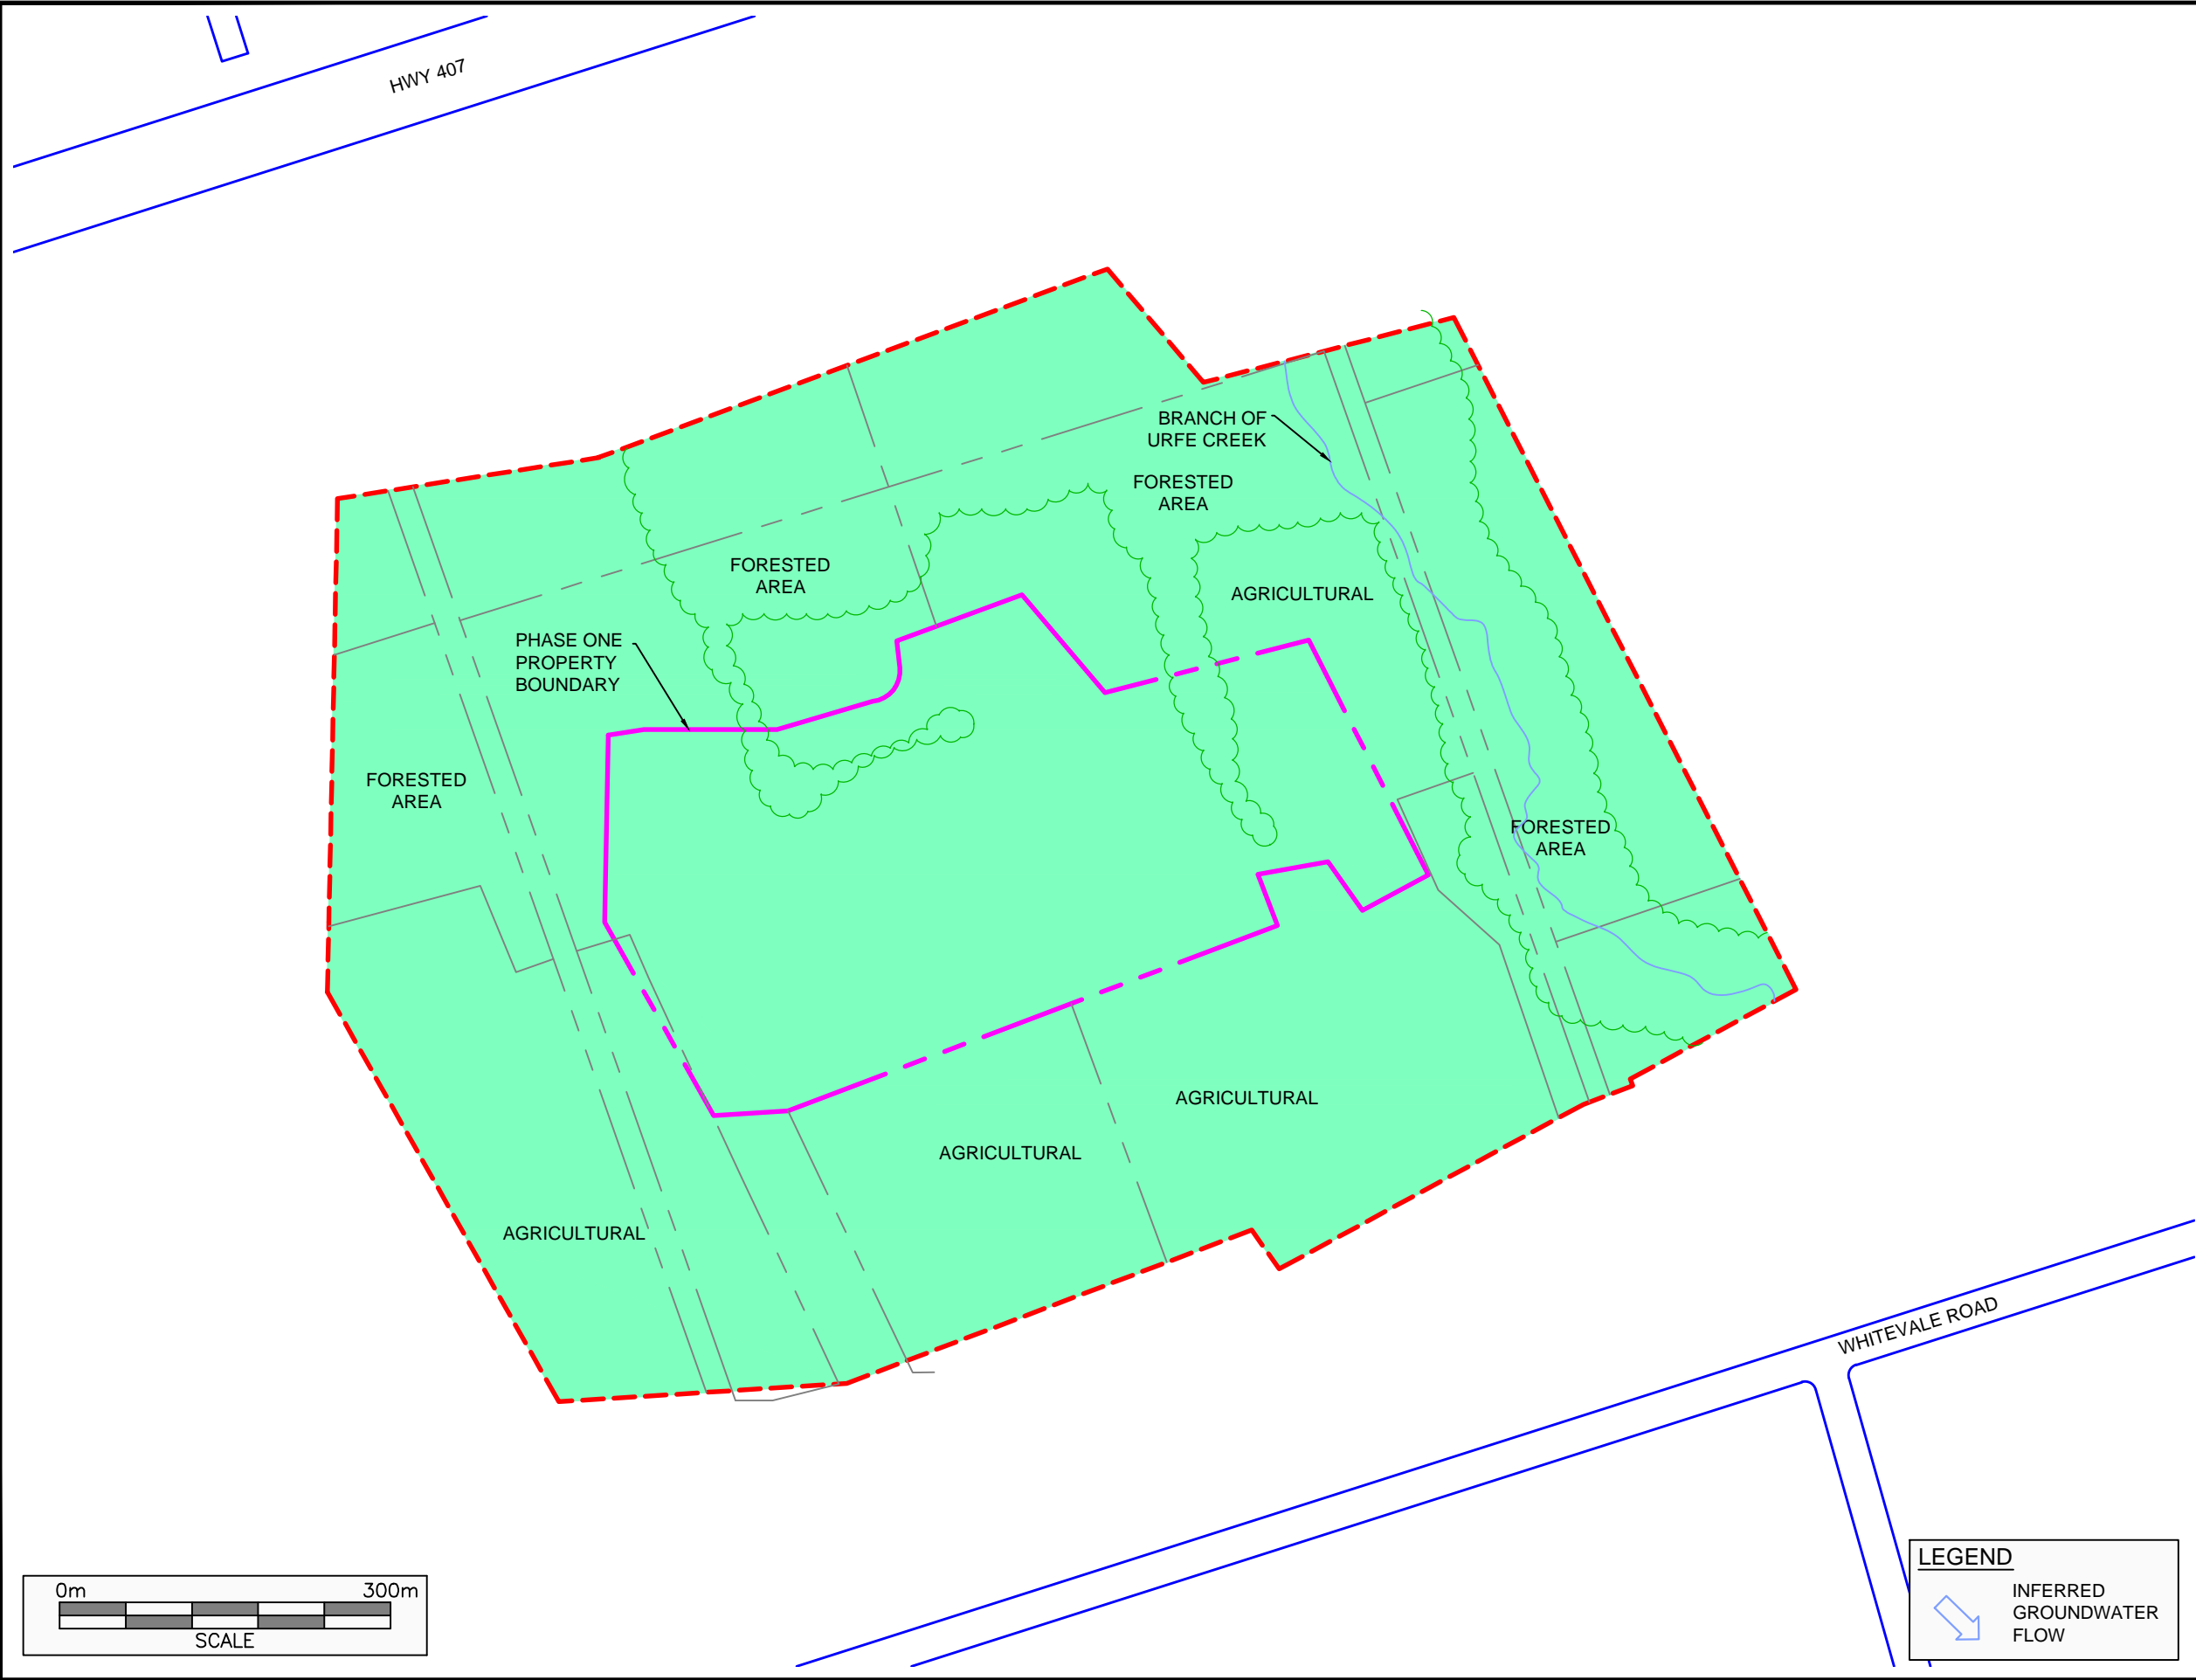 HWY 407
BRANCH OF
URFE CREEK
FORESTED
AREA
FORESTED
AREA
AGRICULTURAL
PHASE ONE
PROPERTY
BOUNDARY
FORESTED
AREA
FORESTED
AREA
AGRICULTURAL
AGRICULTURAL
AGRICULTURAL
WHITEVALE ROAD
0m 300m
SCALE
LEGEND
INFERRED
GROUNDWATER
FLOW